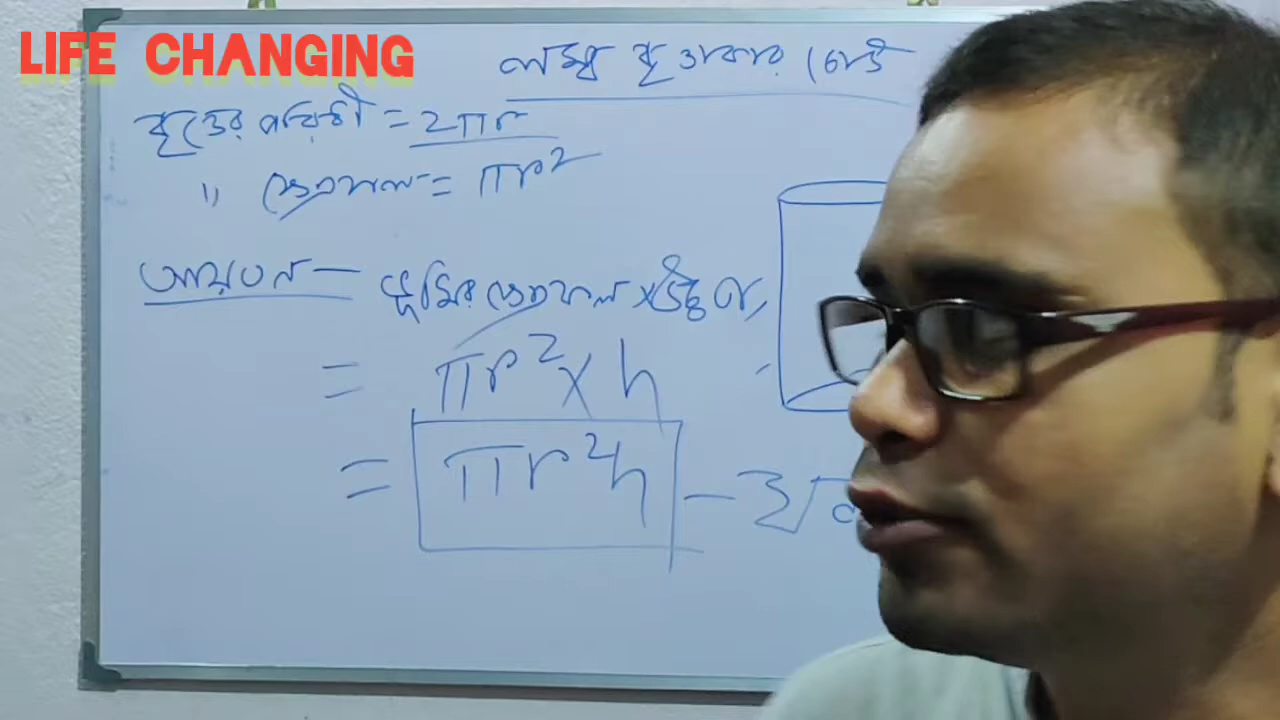 LIFE CHANGING
লম্ব বৃত্তাকার চোঙ
বৃত্তের পরিধী = 2πr
" ক্ষেত্রফল = πr²
আয়তন — ভূমির ক্ষেত্রফল × উচ্চতা,
= πr² × h
= πr²h —